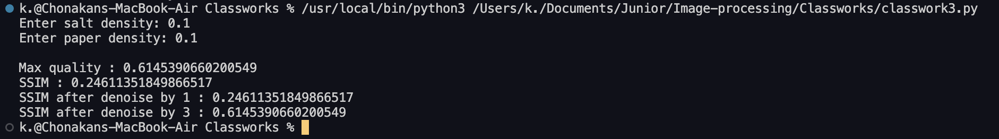 k.@Chonakans-MacBook-Air Classworks % /usr/local/bin/python3 /Users/k./Documents/Junior/Image-processing/Classworks/classwork3.py
Enter salt density: 0.1
Enter paper density: 0.1
Max quality : 0.6145390660200549
SSIM : 0.24611351849866517
SSIM after denoise by 1 : 0.24611351849866517
SSIM after denoise by 3 : 0.6145390660200549
k.@Chonakans-MacBook-Air Classworks %